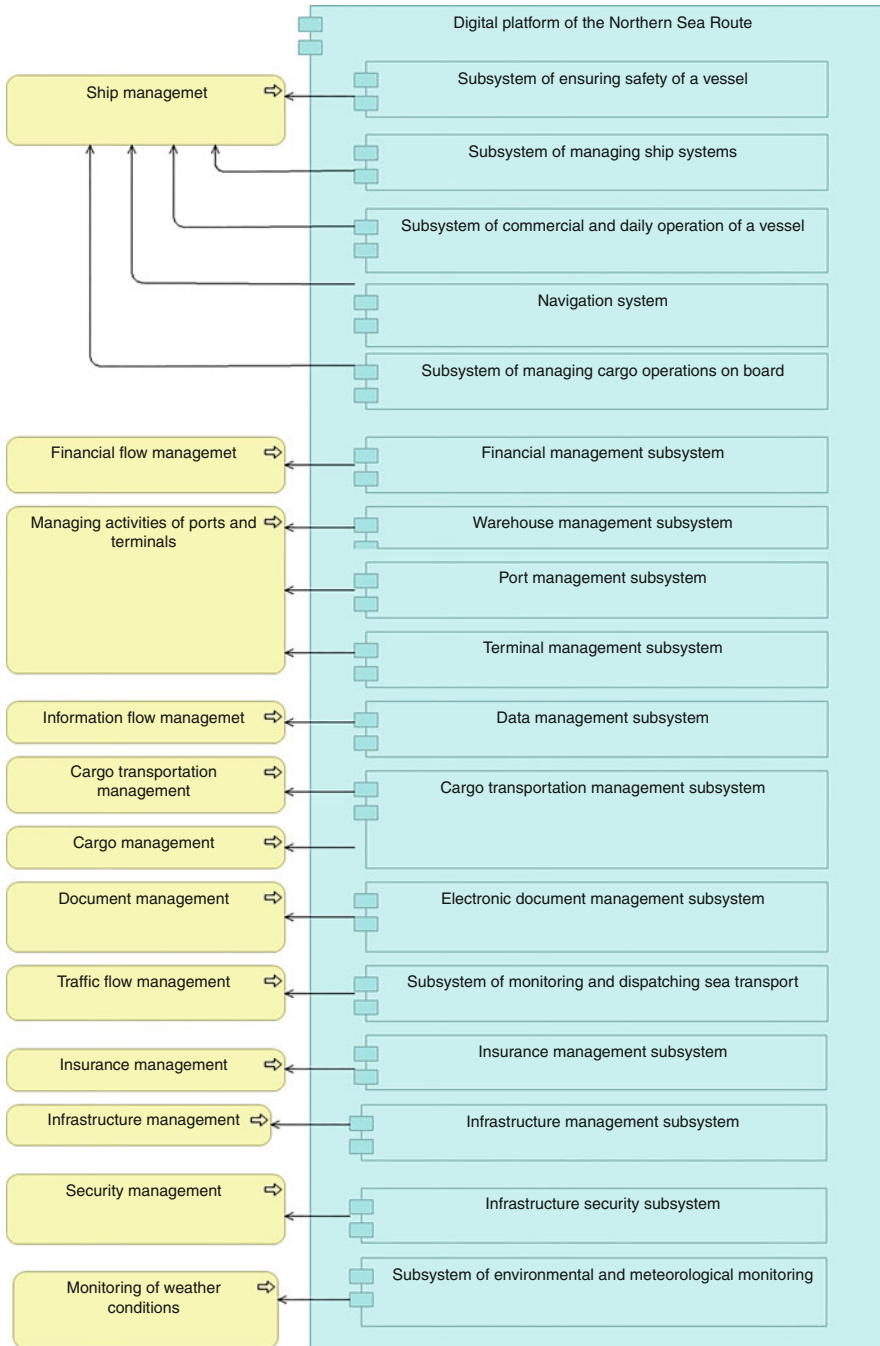 Digital platform of the Northern Sea Route
Ship managemet
Subsystem of ensuring safety of a vessel
Subsystem of managing ship systems
Subsystem of commercial and daily operation of a vessel
Navigation system
Subsystem of managing cargo operations on board
Financial flow managemet
Financial management subsystem
Managing activities of ports and
terminals
Warehouse management subsystem
Port management subsystem
Terminal management subsystem
Information flow managemet
Data management subsystem
Cargo transportation
management
Cargo transportation management subsystem
Cargo management
Document management
Electronic document management subsystem
Traffic flow management
Subsystem of monitoring and dispatching sea transport
Insurance management
Insurance management subsystem
Infrastructure management
Infrastructure management subsystem
Security management
Infrastructure security subsystem
Monitoring of weather
conditions
Subsystem of environmental and meteorological monitoring